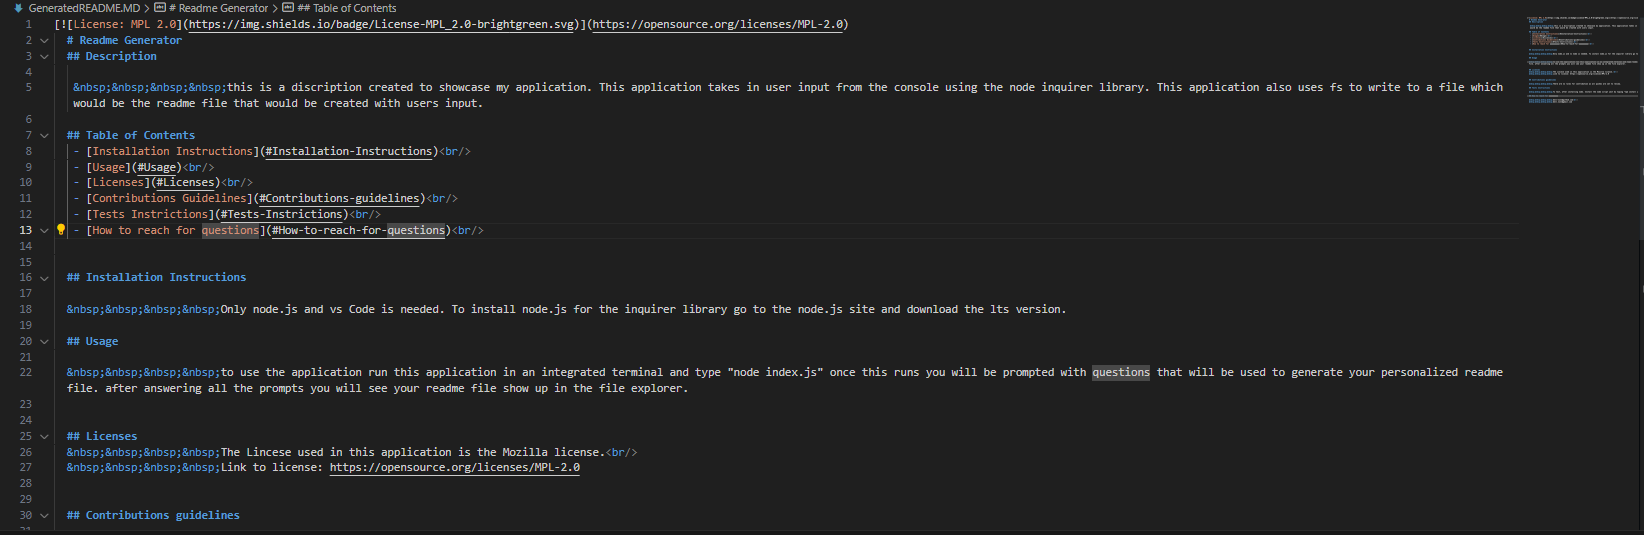 GeneratedREADME.MD > # Readme Generator > ## Table of Contents
1 [![License: MPL 2.0](https://img.shields.io/badge/License-MPL_2.0-brightgreen.svg)](https://opensource.org/licenses/MPL-2.0)
2 # Readme Generator
3 ## Description
4
5 &nbsp;&nbsp;&nbsp;&nbsp;this is a discription created to showcase my application. This application takes in user input from the console using the node inquirer library. This application also uses fs to write to a file which
would be the readme file that would be created with users input.
6
7 ## Table of Contents
8 - [Installation Instructions](#Installation-Instructions)<br/>
9 - [Usage](#Usage)<br/>
10 - [Licenses](#Licenses)<br/>
11 - [Contributions Guidelines](#Contributions-guidelines)<br/>
12 - [Tests Instrictions](#Tests-Instrictions)<br/>
13 - [How to reach for questions](#How-to-reach-for-questions)<br/>
14
15
16 ## Installation Instructions
17
18 &nbsp;&nbsp;&nbsp;&nbsp;Only node.js and vs Code is needed. To install node.js for the inquirer library go to the node.js site and download the lts version.
19
20 ## Usage
21
22 &nbsp;&nbsp;&nbsp;&nbsp;to use the application run this application in an integrated terminal and type "node index.js" once this runs you will be prompted with questions that will be used to generate your personalized readme
file. after answering all the prompts you will see your readme file show up in the file explorer.
23
24
25 ## Licenses
26 &nbsp;&nbsp;&nbsp;&nbsp;The Lincese used in this application is the Mozilla license.<br/>
27 &nbsp;&nbsp;&nbsp;&nbsp;Link to license: https://opensource.org/licenses/MPL-2.0
28
29
30 ## Contributions guidelines